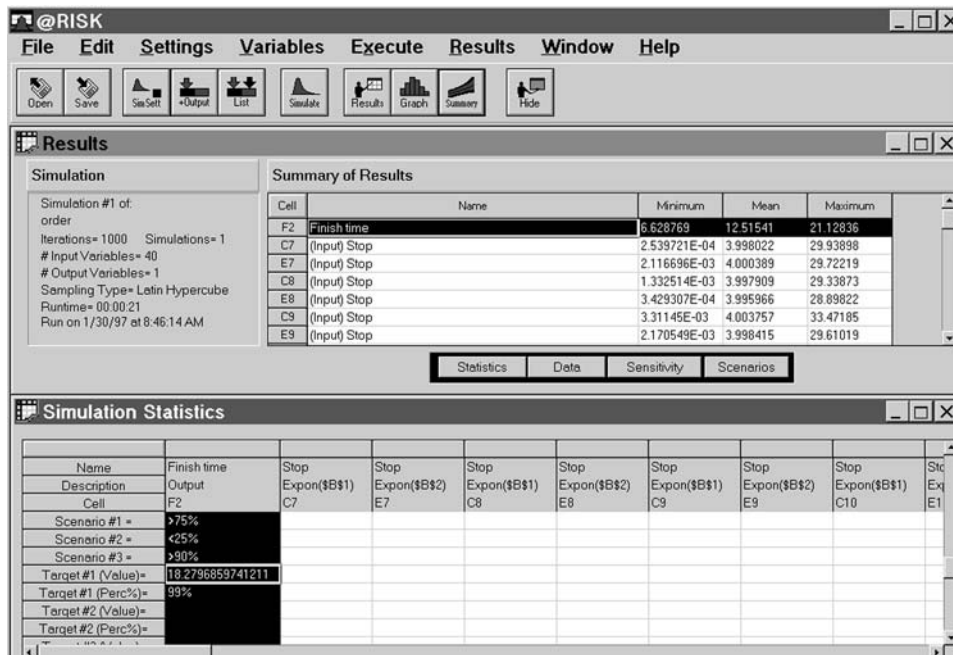 @RISK
File Edit Settings Variables Execute Results Window Help
Open Save SimSett +Output List Simulate Results Graph Summary Hide
Results
Simulation
Simulation #1 of:
order
Iterations= 1000 Simulations= 1
# Input Variables= 40
# Output Variables= 1
Sampling Type= Latin Hypercube
Runtime= 00:00:21
Run on 1/30/97 at 8:46:14 AM
Summary of Results
Cell Name Minimum Mean Maximum
F2 Finish time 6.628769 12.51541 21.12836
C7 (Input) Stop 2.539721E-04 3.998022 29.93898
E7 (Input) Stop 2.116696E-03 4.000389 29.72219
C8 (Input) Stop 1.332514E-03 3.997909 29.33873
E8 (Input) Stop 3.429307E-04 3.995966 28.89822
C9 (Input) Stop 3.31145E-03 4.003757 33.47185
E9 (Input) Stop 2.170549E-03 3.998415 29.61019
Statistics Data Sensitivity Scenarios
Simulation Statistics
Name Finish time Stop Stop Stop Stop Stop Stop Stop
Description Output Expon($B$1) Expon($B$2) Expon($B$1) Expon($B$2) Expon($B$1) Expon($B$2) Expon($B$1)
Cell F2 C7 E7 C8 E8 C9 E9 C10 E1
Scenario #1 = >75%
Scenario #2 = <25%
Scenario #3 = >90%
Target #1 (Value)= 18.2796859741211
Target #1 (Perc%)= 99%
Target #2 (Value)=
Target #2 (Perc%)=